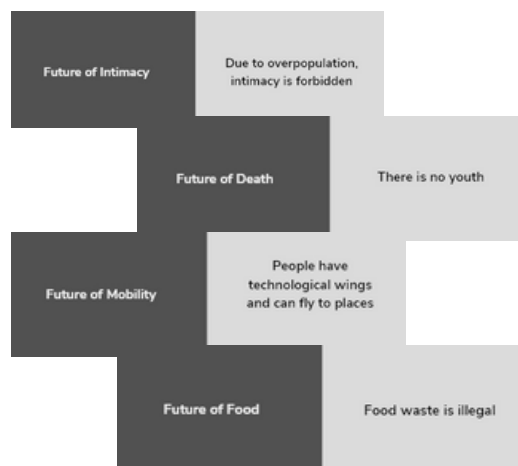 Future of Intimacy
Due to overpopulation,
intimacy is forbidden
Future of Death
There is no youth
Future of Mobility
People have
technological wings
and can fly to places
Future of Food
Food waste is illegal